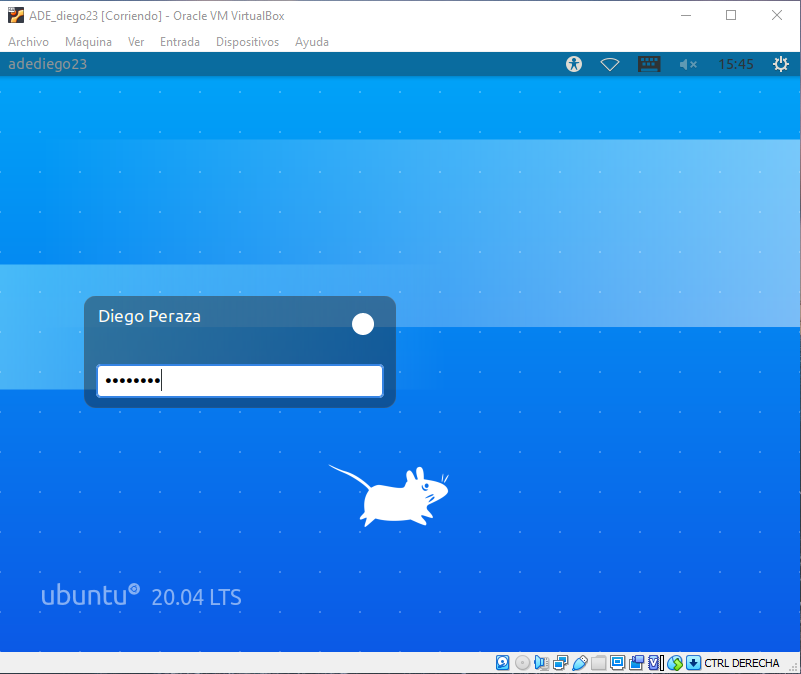 ADE_diego23 [Corriendo] - Oracle VM VirtualBox
Archivo Máquina Ver Entrada Dispositivos Ayuda
adediego23 15:45
Diego Peraza
••••••••
ubuntu 20.04 LTS
CTRL DERECHA